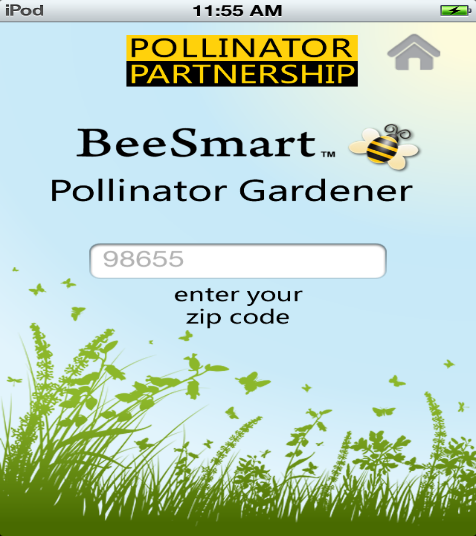 iPod 11:55 AM
POLLINATOR
PARTNERSHIP
BeeSmart™
Pollinator Gardener
98655
enter your
zip code